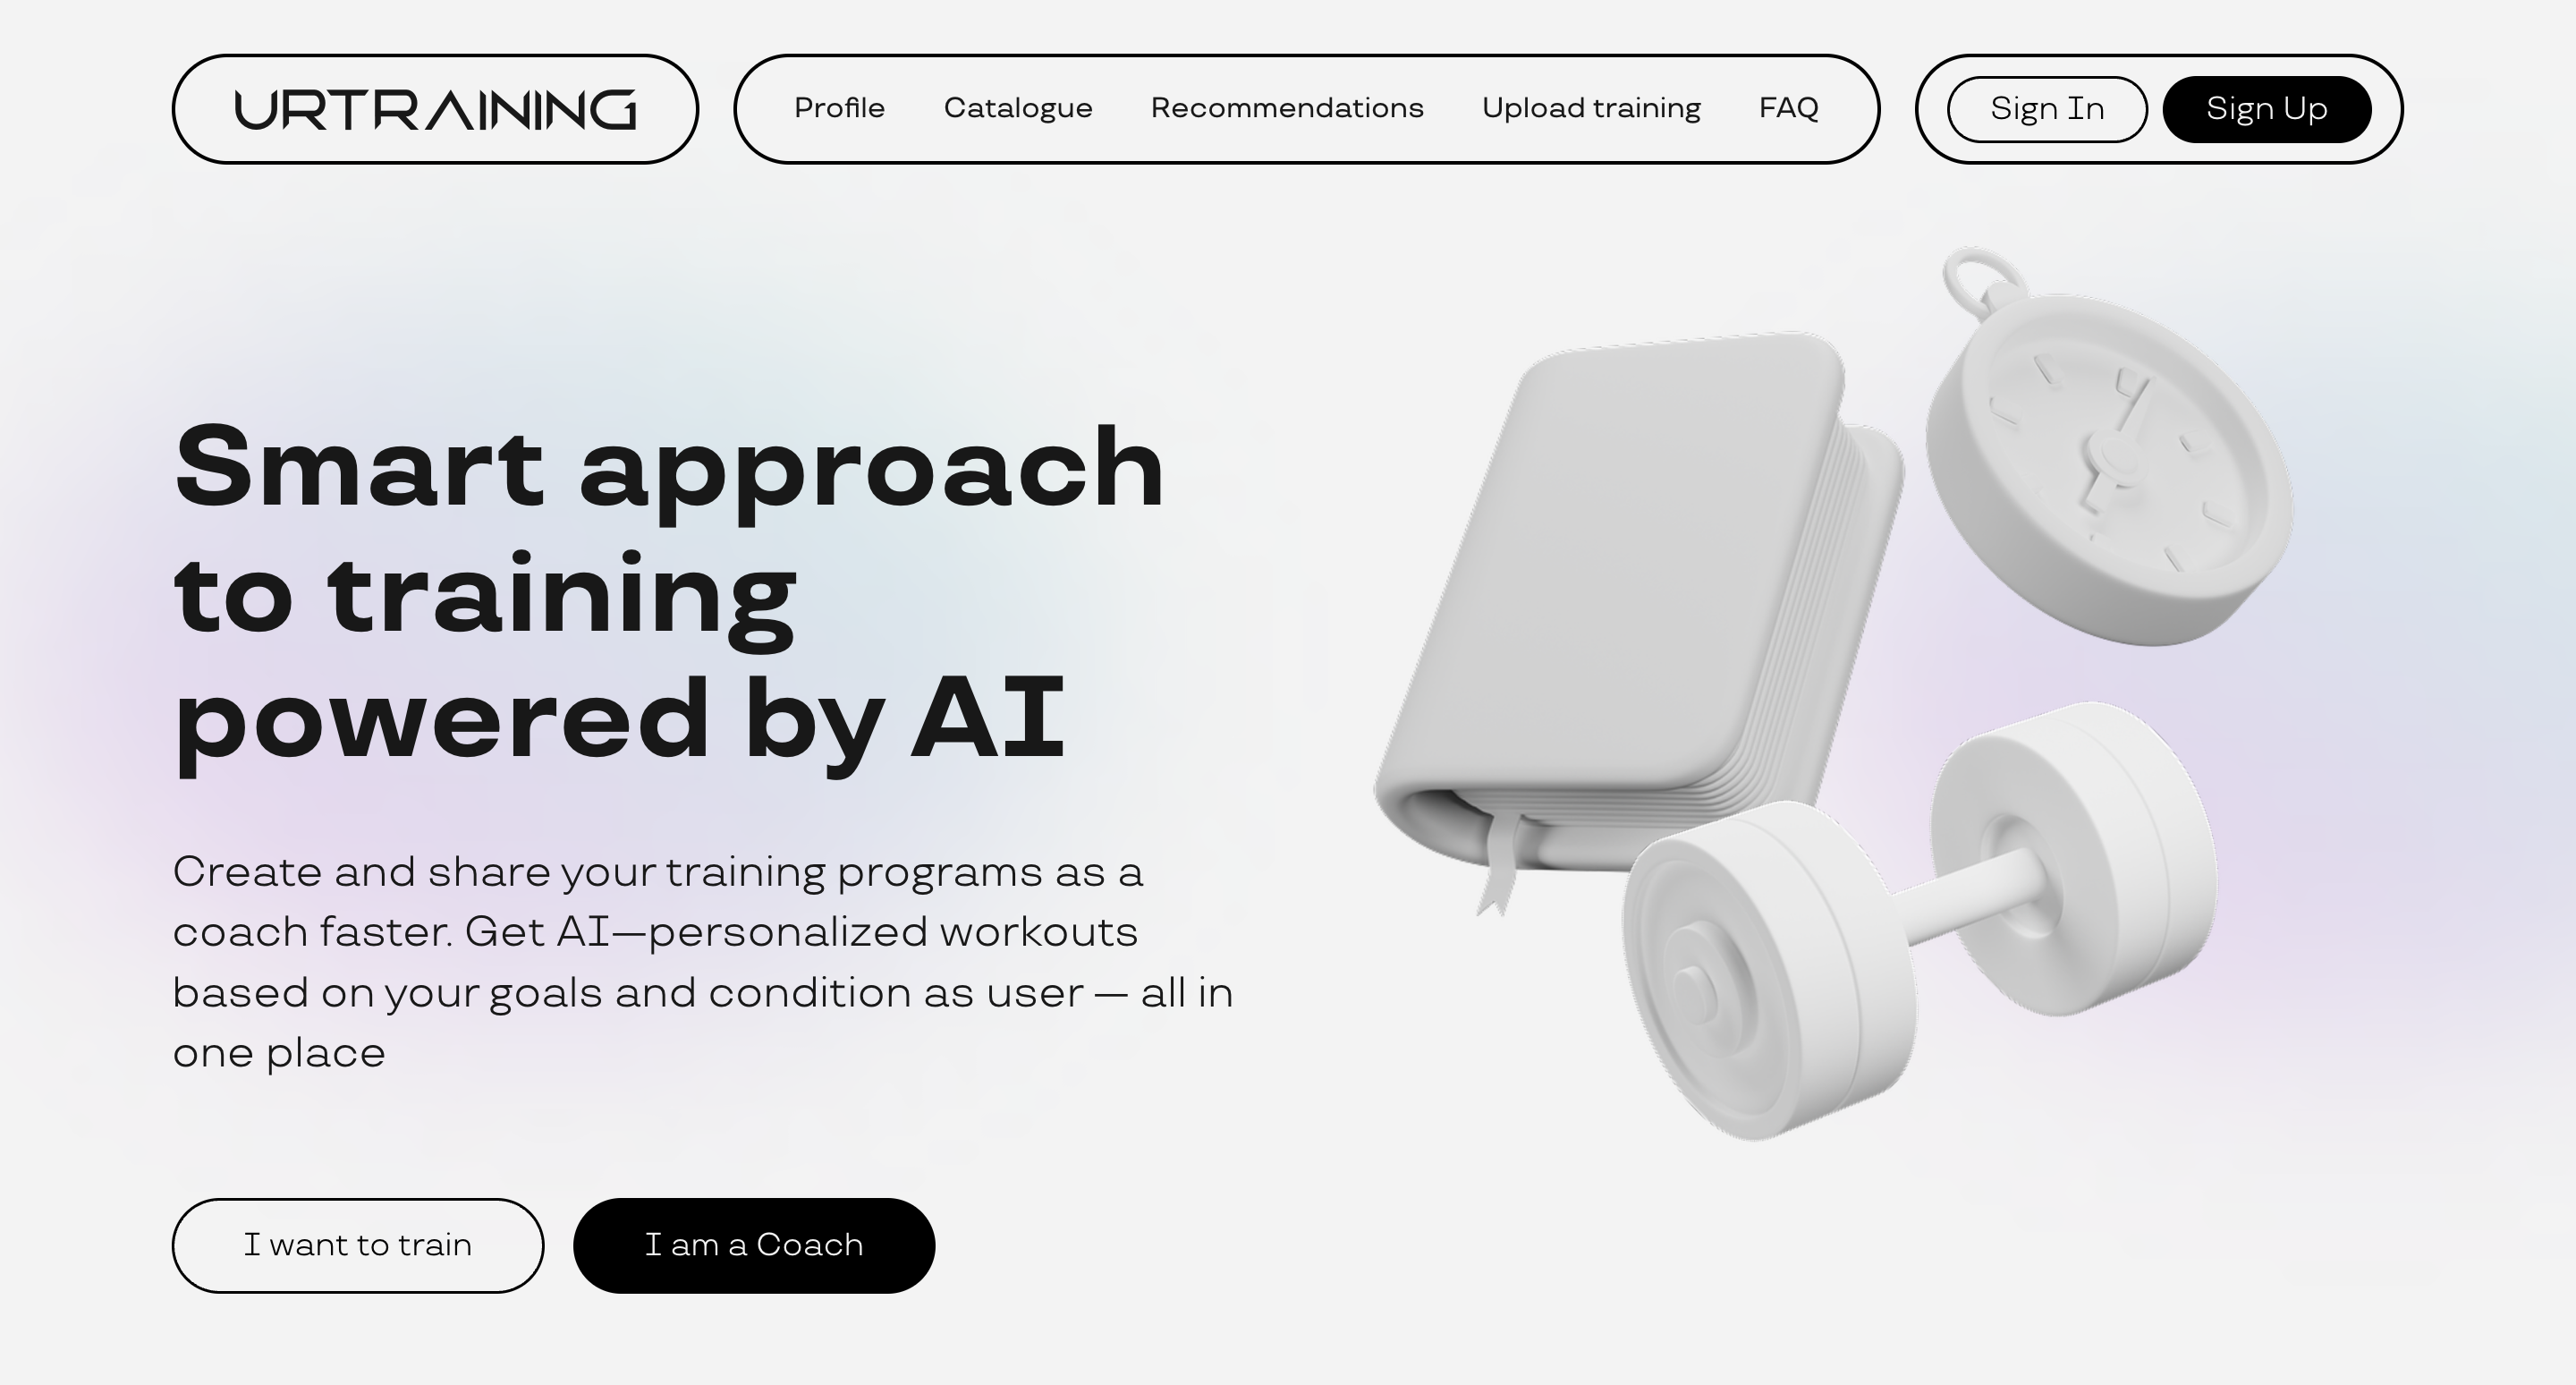 URTRAINING
Profile
Catalogue
Recommendations
Upload training
FAQ
Sign In
Sign Up
Smart approach
to training
powered by AI
Create and share your training programs as a
coach faster. Get AI—personalized workouts
based on your goals and condition as user — all in
one place
I want to train
I am a Coach